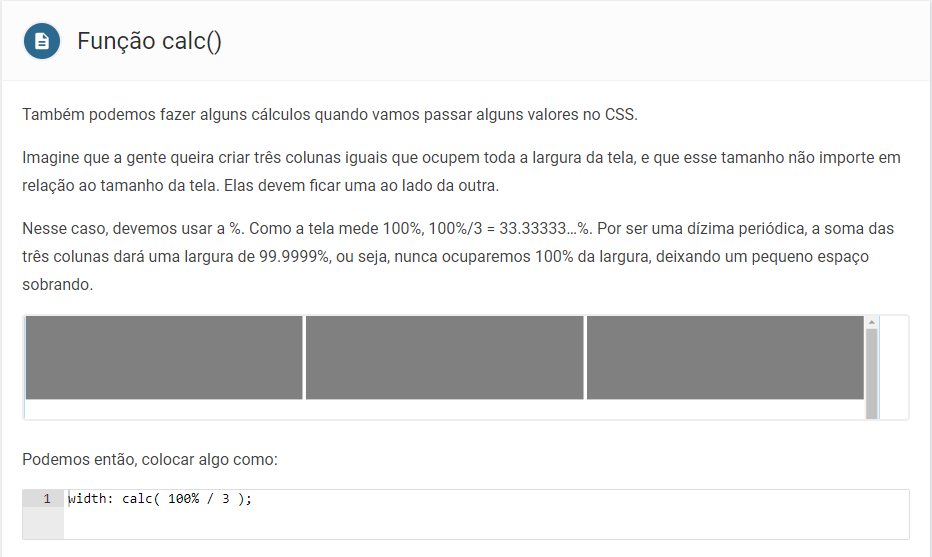 Função calc()
Também podemos fazer alguns cálculos quando vamos passar alguns valores no CSS.
Imagine que a gente queira criar três colunas iguais que ocupem toda a largura da tela, e que esse tamanho não importe em
relação ao tamanho da tela. Elas devem ficar uma ao lado da outra.
Nesse caso, devemos usar a %. Como a tela mede 100%, 100%/3 = 33.33333...%. Por ser uma dízima periódica, a soma das
três colunas dará uma largura de 99.9999%, ou seja, nunca ocuparemos 100% da largura, deixando um pequeno espaço
sobrando.
Podemos então, colocar algo como:
1 width: calc( 100% / 3 );